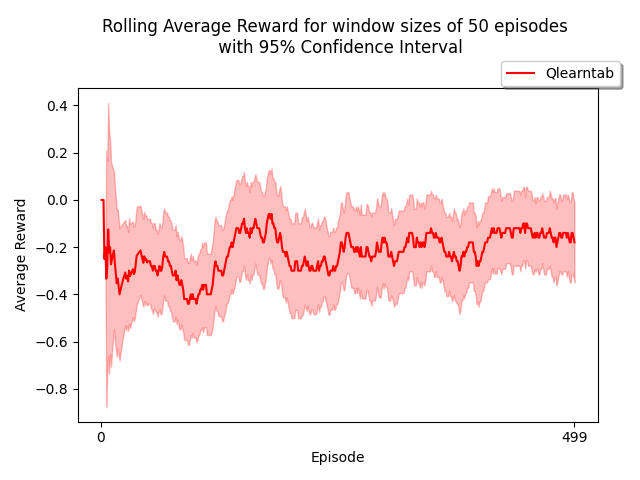 Rolling Average Reward for window sizes of 50 episodes
with 95% Confidence Interval
Qlearntab
0.4
0.2
0.0
−0.2
−0.4
−0.6
−0.8
Average Reward
0 499
Episode